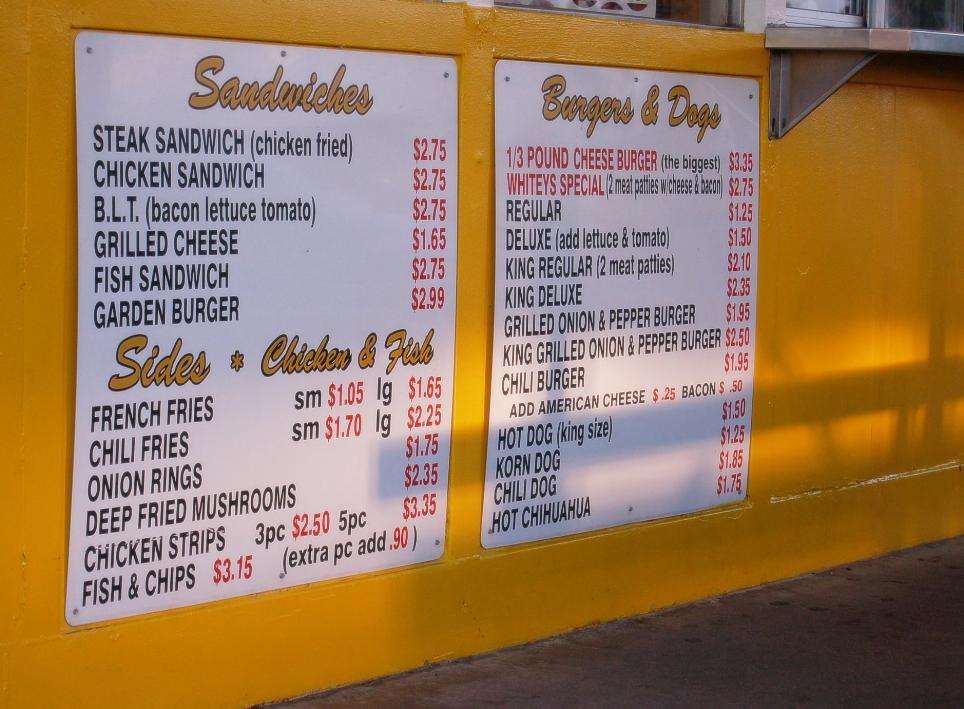 Sandwiches
STEAK SANDWICH (chicken fried) $2.75
CHICKEN SANDWICH $2.75
B.L.T. (bacon lettuce tomato) $2.75
GRILLED CHEESE $1.65
FISH SANDWICH $2.75
GARDEN BURGER $2.99
Sides * Chicken & Fish
FRENCH FRIES sm $1.05 lg $1.65
CHILI FRIES sm $1.70 lg $2.25
ONION RINGS $1.75
DEEP FRIED MUSHROOMS $2.35
CHICKEN STRIPS 3pc $2.50 5pc $3.35
FISH & CHIPS $3.15 (extra pc add .90 )
Burgers & Dogs
1/3 POUND CHEESE BURGER (the biggest) $3.35
WHITEYS SPECIAL (2 meat patties w/cheese & bacon) $2.75
REGULAR $1.25
DELUXE (add lettuce & tomato) $1.50
KING REGULAR (2 meat patties) $2.10
KING DELUXE $2.35
GRILLED ONION & PEPPER BURGER $1.95
KING GRILLED ONION & PEPPER BURGER $2.50
CHILI BURGER $1.95
ADD AMERICAN CHEESE $ .25 BACON $ .50
HOT DOG (king size) $1.50
KORN DOG $1.25
CHILI DOG $1.85
HOT CHIHUAHUA $1.75